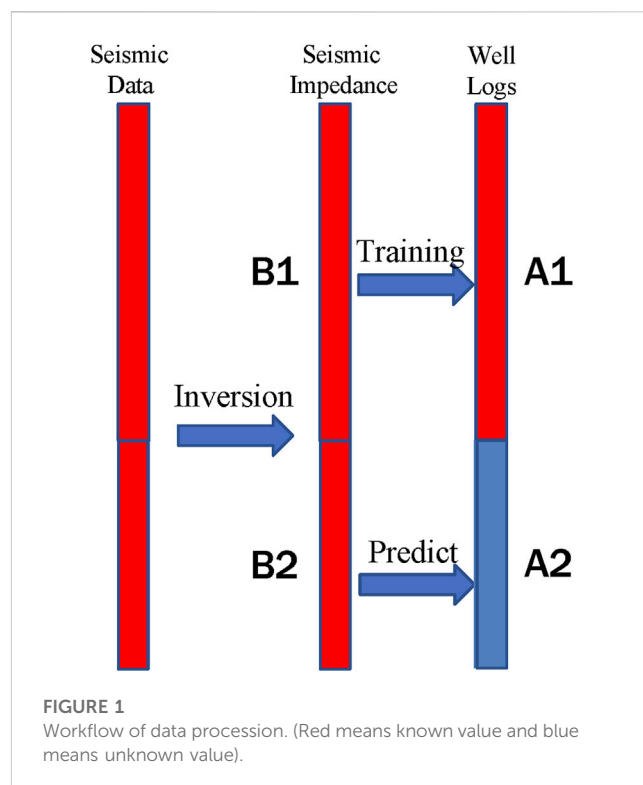 Seismic
Data
Seismic
Impedance
Well
Logs
B1
Training
A1
Inversion
B2
Predict
A2
FIGURE 1
Workflow of data procession. (Red means known value and blue
means unknown value).